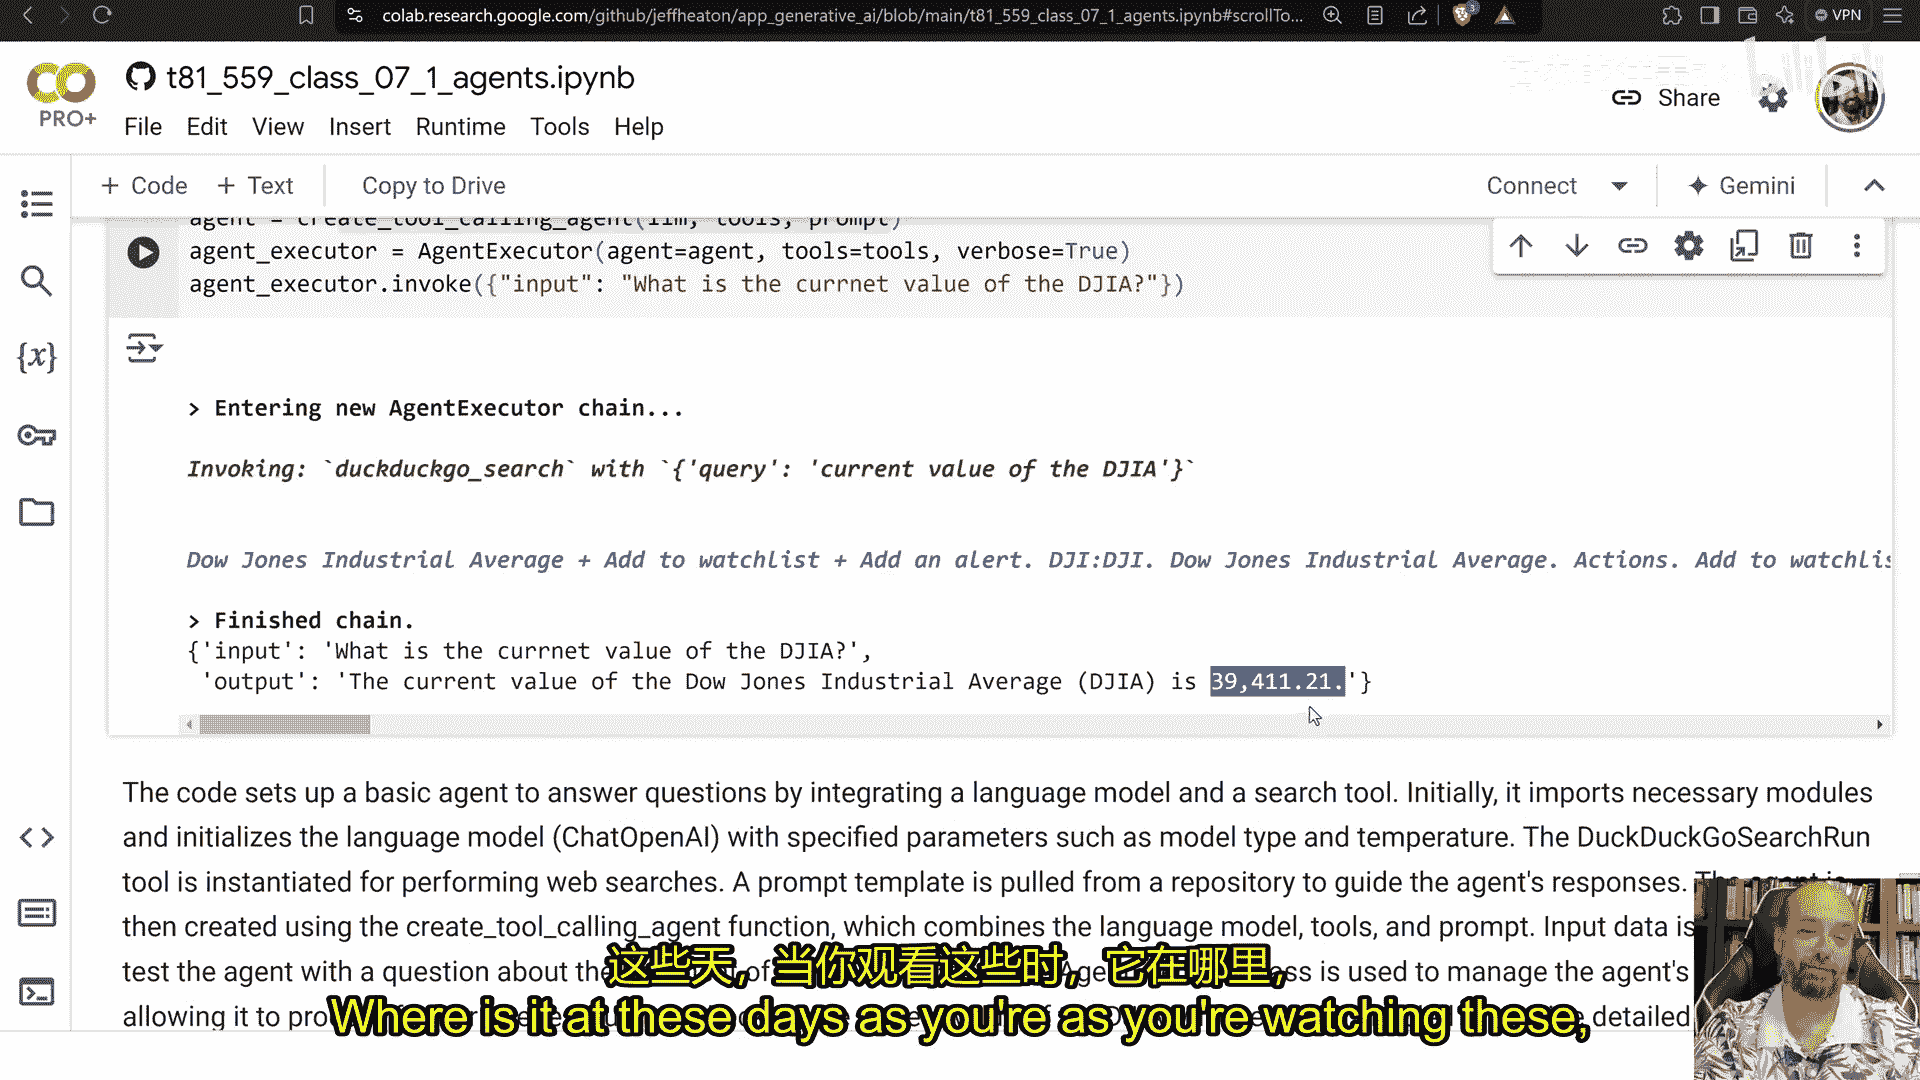 colab.research.google.com/github/jeffheaton/app_generative_ai/blob/main/t81_559_class_07_1_agents.ipynb#scrollTo...
3
VPN
t81_559_class_07_1_agents.ipynb
PRO+
File Edit View Insert Runtime Tools Help
Share
bilibili
+ Code + Text Copy to Drive
Connect
Gemini
agent = create_tool_calling_agent(llm, tools, prompt)
agent_executor = AgentExecutor(agent=agent, tools=tools, verbose=True)
agent_executor.invoke({"input": "What is the currnet value of the DJIA?"})
> Entering new AgentExecutor chain...
Invoking: `duckduckgo_search` with `{'query': 'current value of the DJIA'}`
Dow Jones Industrial Average + Add to watchlist + Add an alert. DJI:DJI. Dow Jones Industrial Average. Actions. Add to watchlis
> Finished chain.
{'input': 'What is the currnet value of the DJIA?',
'output': 'The current value of the Dow Jones Industrial Average (DJIA) is 39,411.21.'}
The code sets up a basic agent to answer questions by integrating a language model and a search tool. Initially, it imports necessary modules
and initializes the language model (ChatOpenAI) with specified parameters such as model type and temperature. The DuckDuckGoSearchRun
tool is instantiated for performing web searches. A prompt template is pulled from a repository to guide the agent's responses. The agent is
then created using the create_tool_calling_agent function, which combines the language model, tools, and prompt. Input data is
test the agent with a question about the is used to manage the agent's
allowing it to detailed
这些天，当你观看这些时，它在哪里，
Where is it at these days as you're as you're watching these,